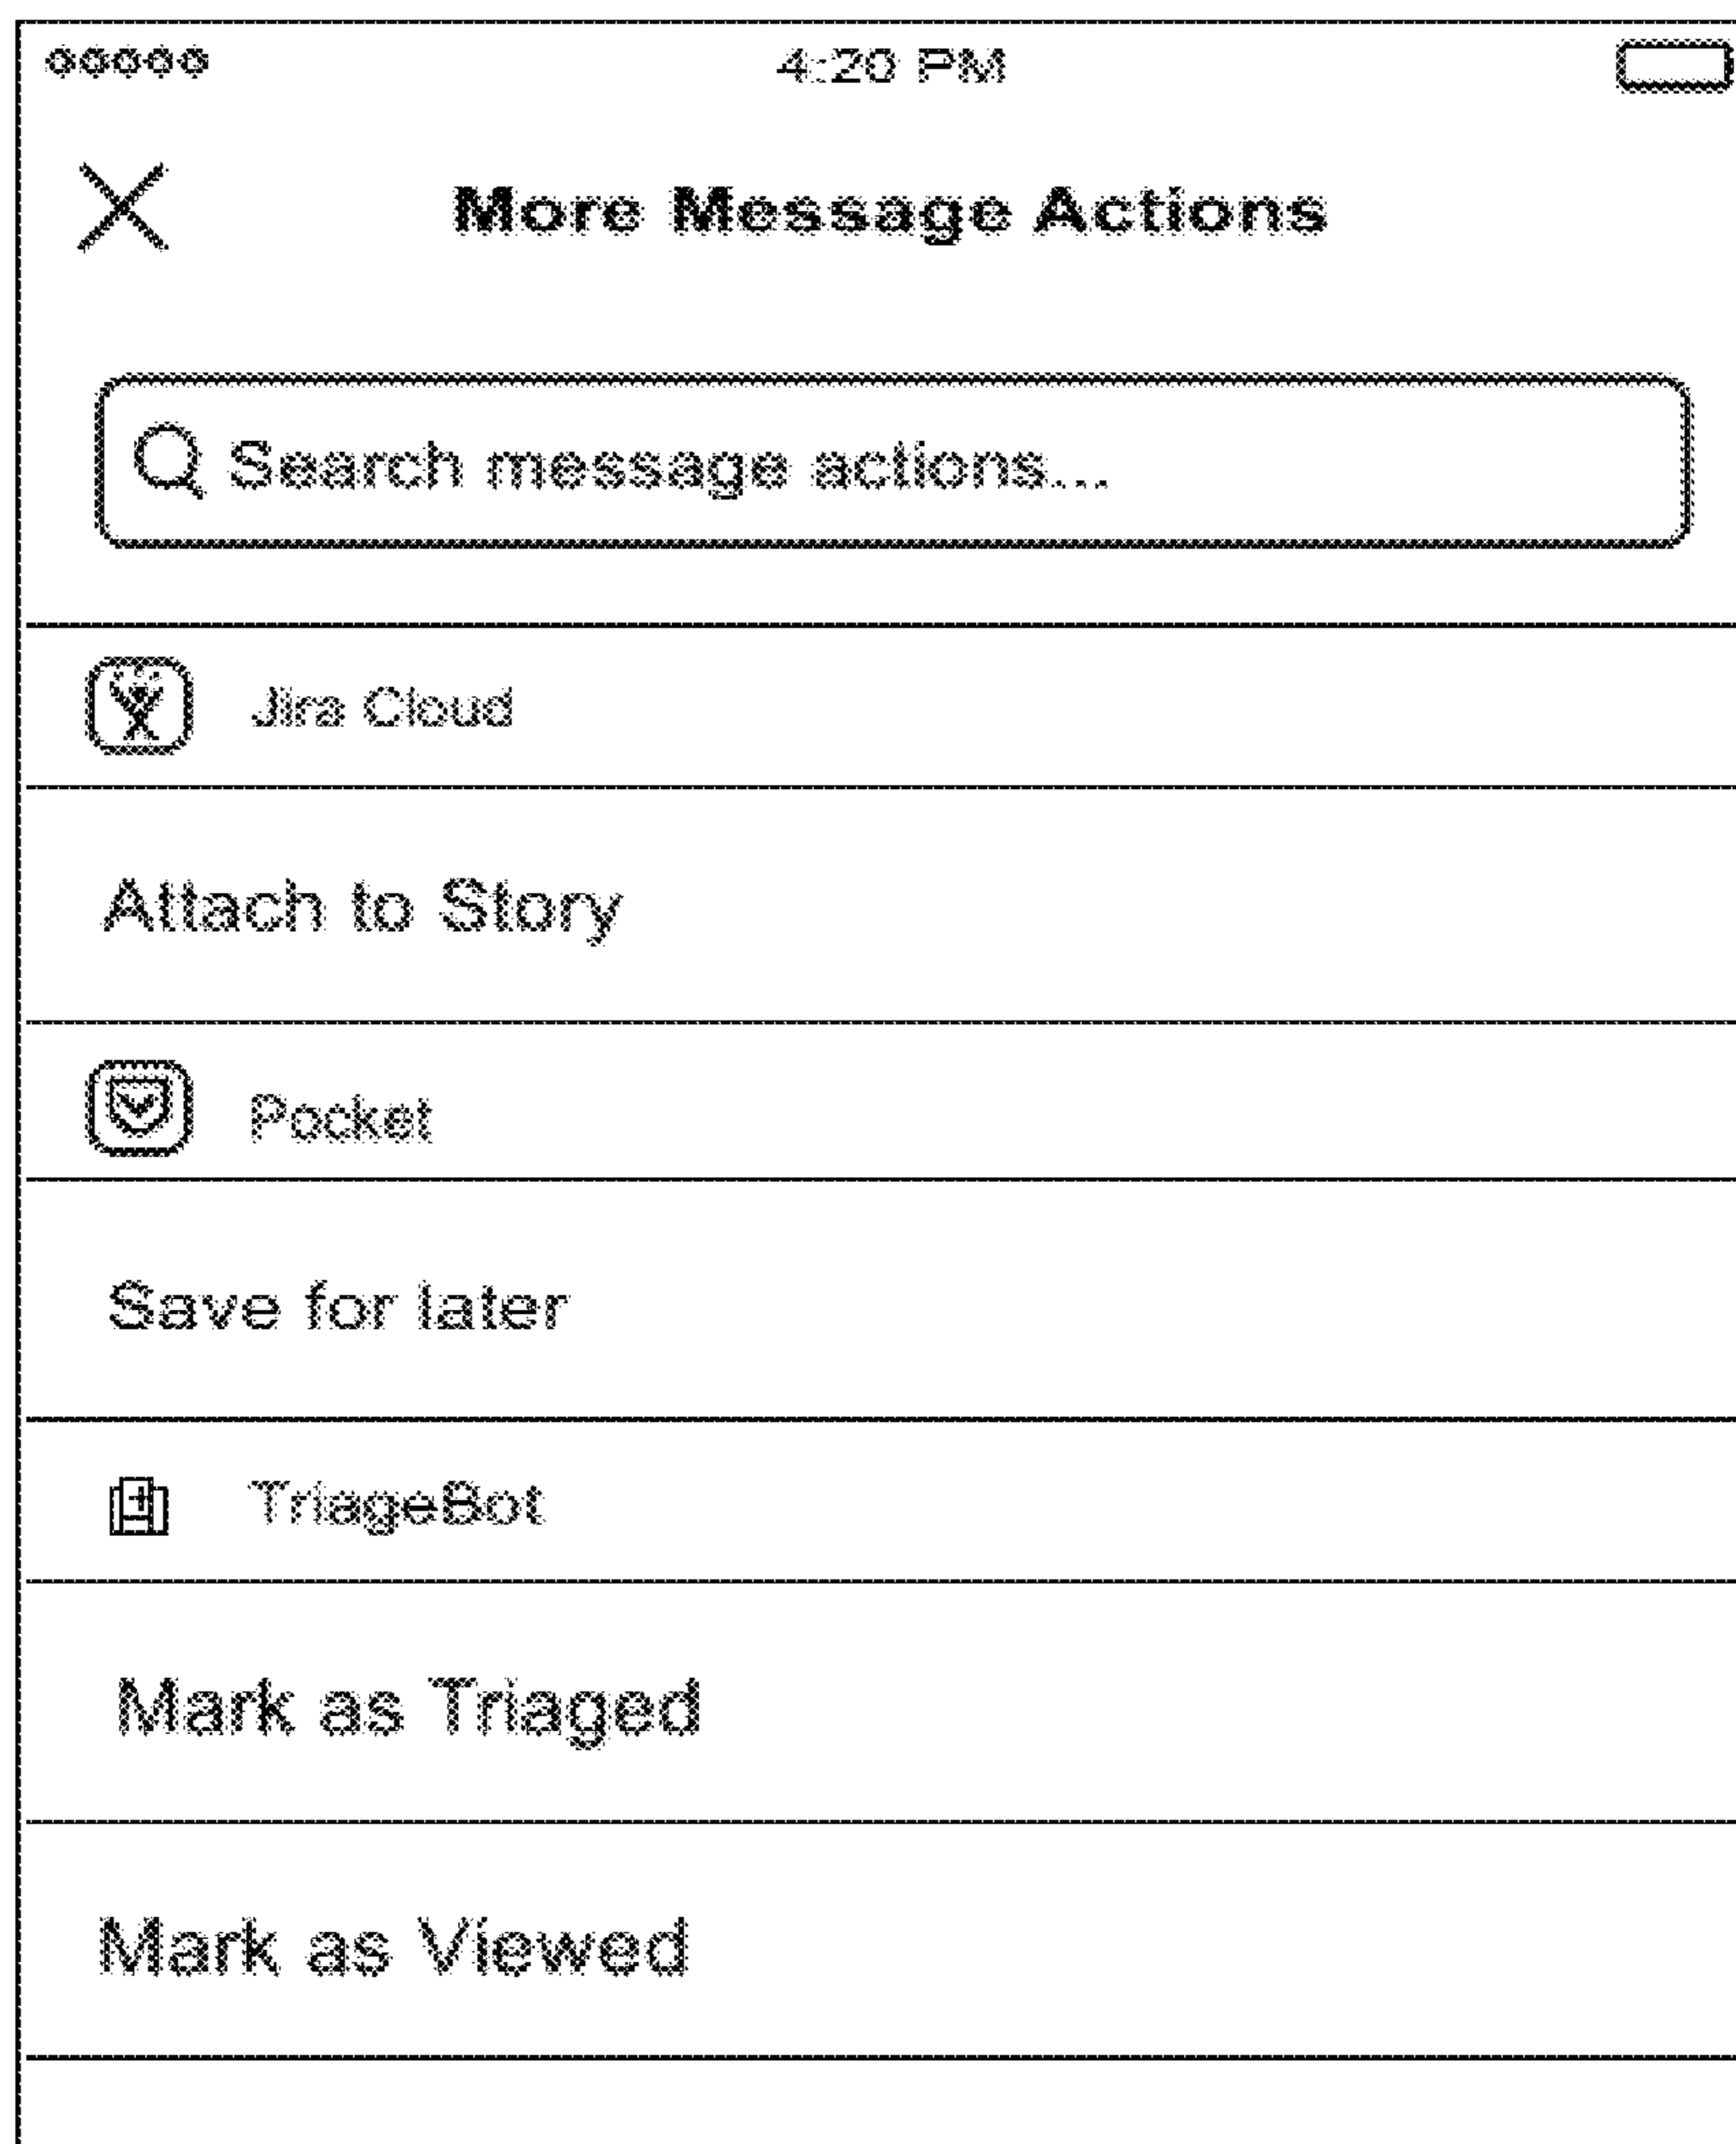 4:20 PM
More Message Actions
Search message actions...
Jira Cloud
Attach to Story
Pocket
Save for later
TriageBot
Mark as Triaged
Mark as Viewed